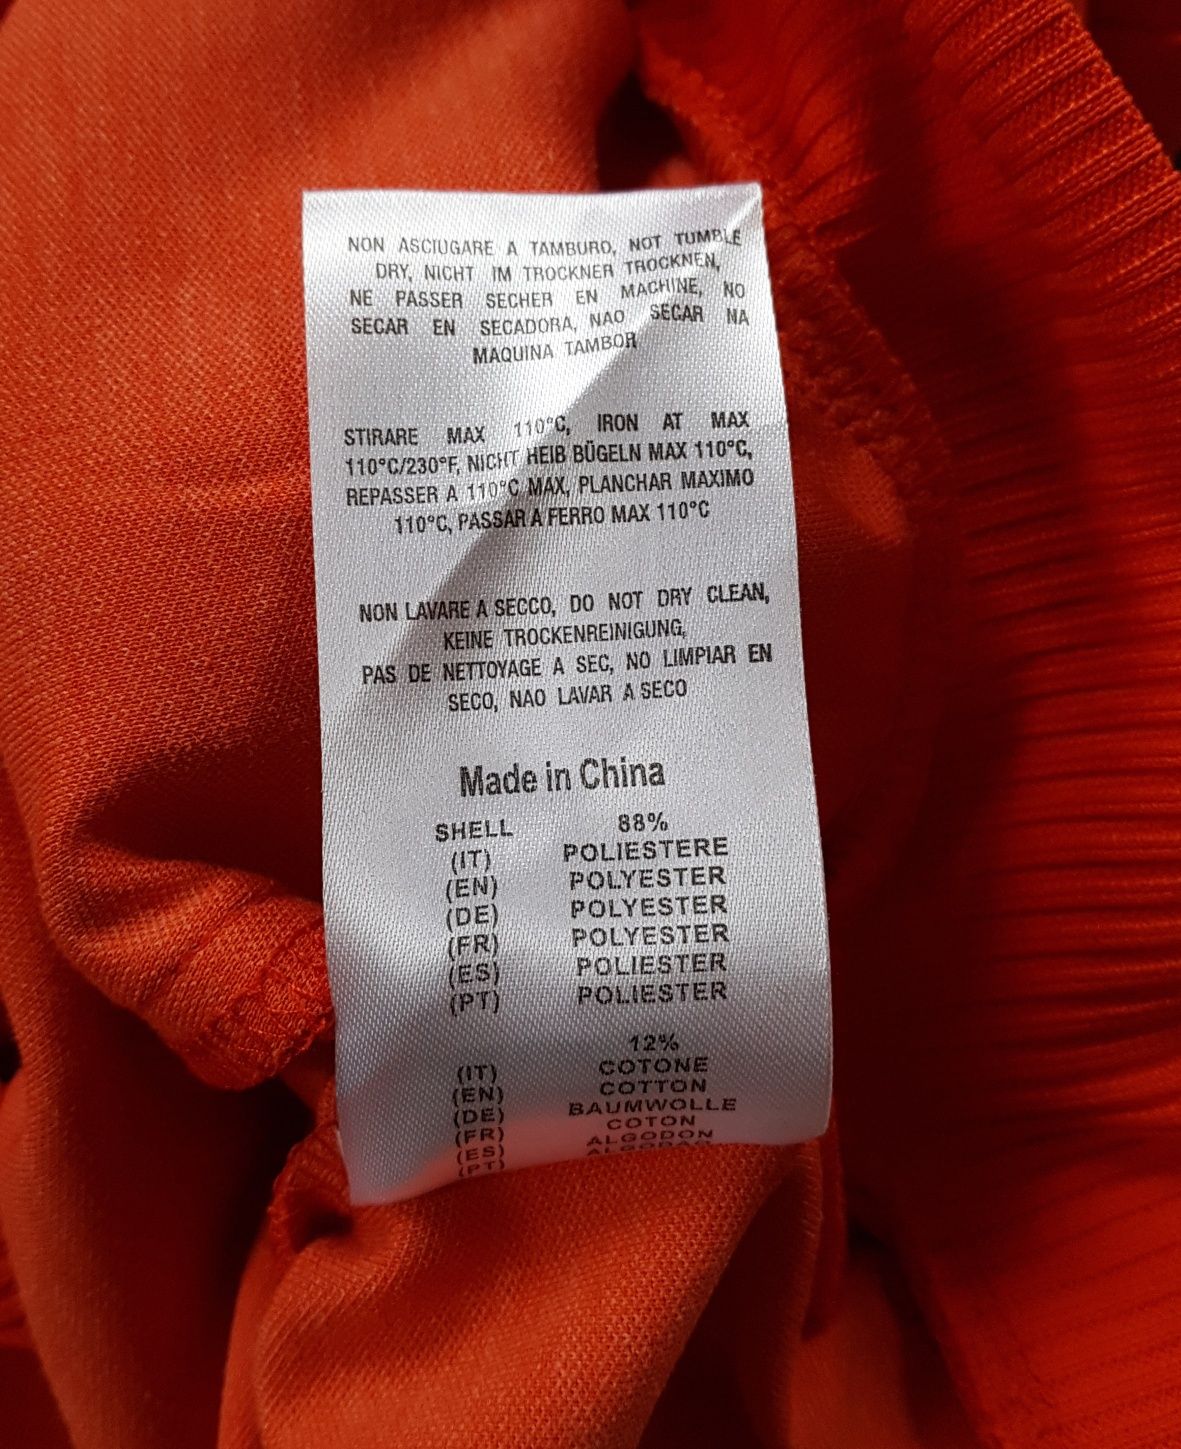 NON ASCIUGARE A TAMBURO, NOT TUMBLE
DRY, NICHT IM TROCKNER TROCKNEN,
NE PASSER SECHER EN MACHINE, NO
SECAR EN SECADORA, NAO SECAR NA
MAQUINA TAMBOR
STIRARE MAX 110°C, IRON AT MAX
110°C/230°F, NICHT HEIB BÜGELN MAX 110°C,
REPASSER A 110°C MAX, PLANCHAR MAXIMO
110°C, PASSAR A FERRO MAX 110°C
NON LAVARE A SECCO, DO NOT DRY CLEAN,
KEINE TROCKENREINIGUNG,
PAS DE NETTOYAGE A SEC, NO LIMPIAR EN
SECO, NAO LAVAR A SECO
Made in China
SHELL 88%
(IT) POLIESTERE
(EN) POLYESTER
(DE) POLYESTER
(FR) POLYESTER
(ES) POLIESTER
(PT) POLIESTER
12%
(IT) COTONE
(EN) COTTON
(DE) BAUMWOLLE
(FR) COTON
(ES) ALGODON
(PT) ALGODAO